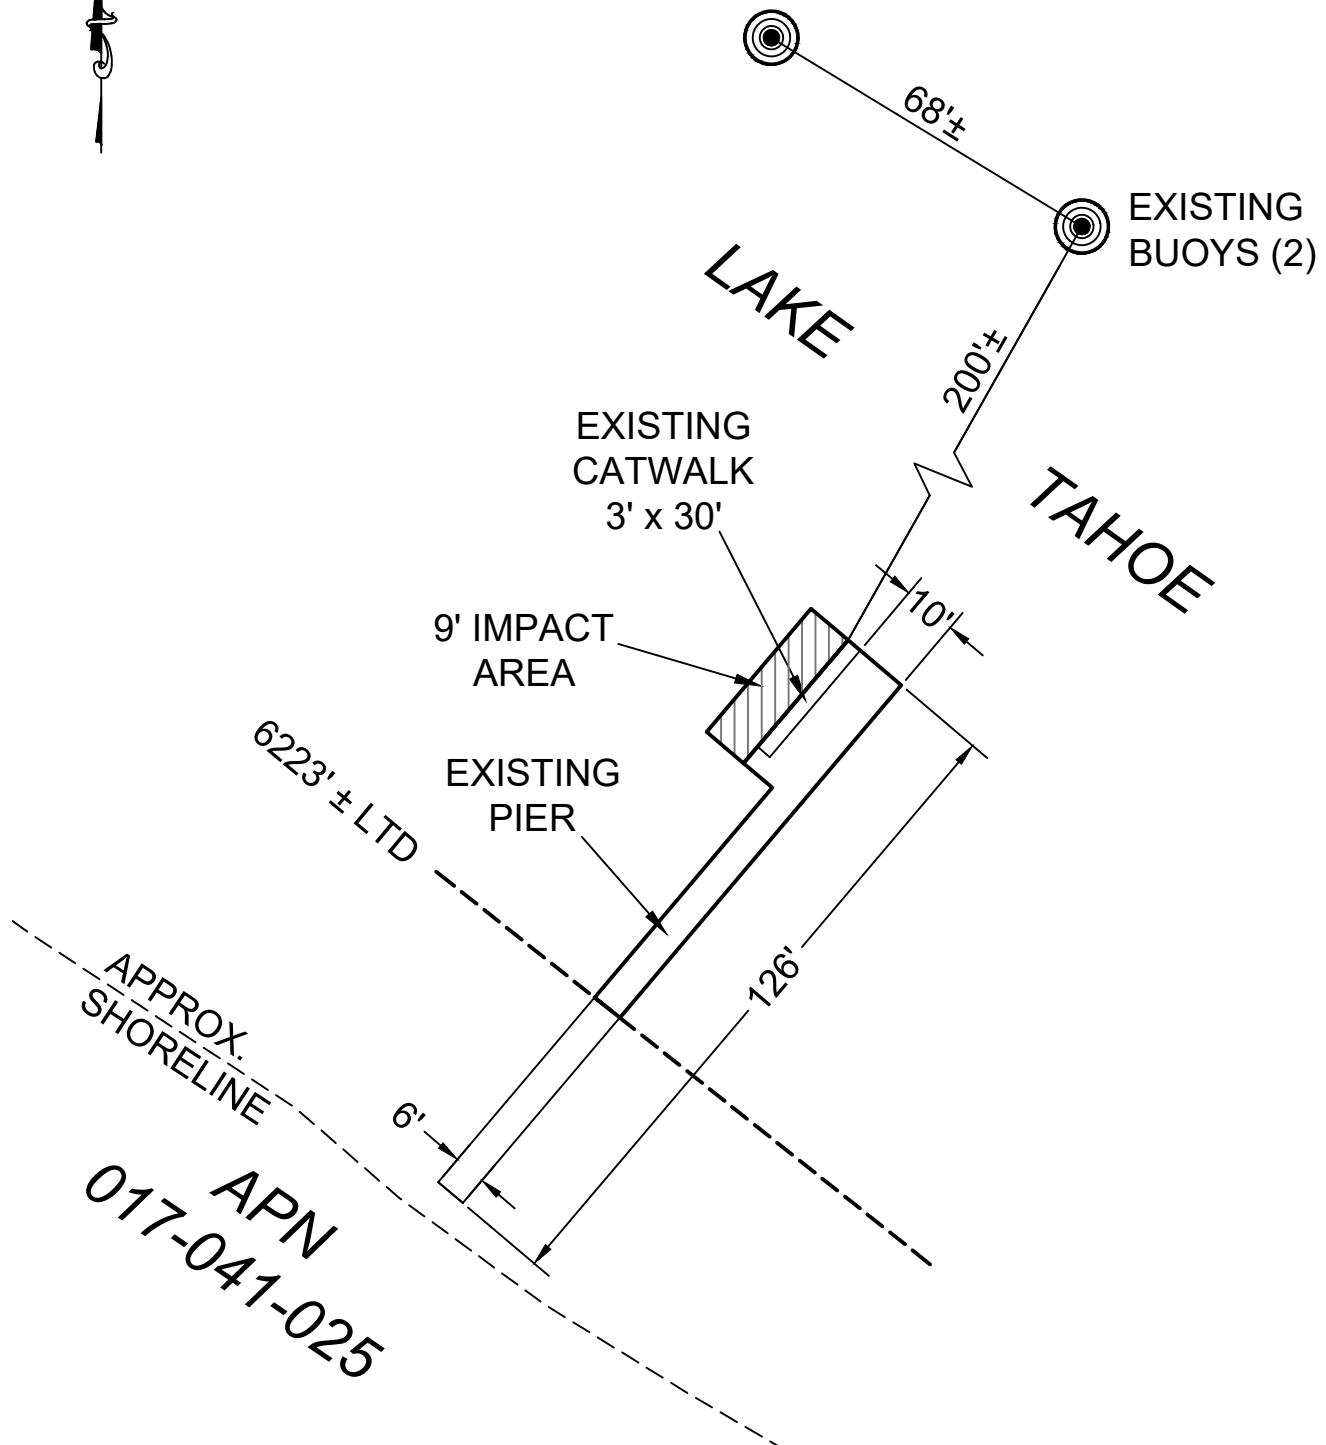 68'±
EXISTING
BUOYS (2)
LAKE
200'±
EXISTING
CATWALK
3' x 30'
TAHOE
10'
9' IMPACT
AREA
6223' ± LTD
EXISTING
PIER
126'
APPROX.
SHORELINE
6'
APN
017-041-025